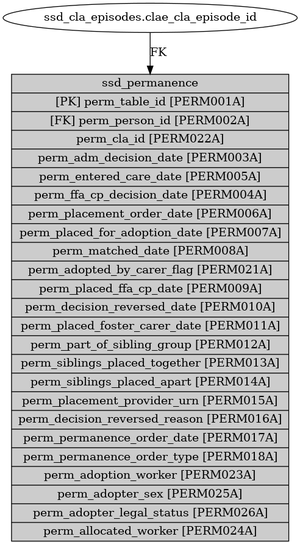 ssd_cla_episodes.clae_cla_episode_id
FK
ssd_permanence
[PK] perm_table_id [PERM001A]
[FK] perm_person_id [PERM002A]
perm_cla_id [PERM022A]
perm_adm_decision_date [PERM003A]
perm_entered_care_date [PERM005A]
perm_ffa_cp_decision_date [PERM004A]
perm_placement_order_date [PERM006A]
perm_placed_for_adoption_date [PERM007A]
perm_matched_date [PERM008A]
perm_adopted_by_carer_flag [PERM021A]
perm_placed_ffa_cp_date [PERM009A]
perm_decision_reversed_date [PERM010A]
perm_placed_foster_carer_date [PERM011A]
perm_part_of_sibling_group [PERM012A]
perm_siblings_placed_together [PERM013A]
perm_siblings_placed_apart [PERM014A]
perm_placement_provider_urn [PERM015A]
perm_decision_reversed_reason [PERM016A]
perm_permanence_order_date [PERM017A]
perm_permanence_order_type [PERM018A]
perm_adoption_worker [PERM023A]
perm_adopter_sex [PERM025A]
perm_adopter_legal_status [PERM026A]
perm_allocated_worker [PERM024A]